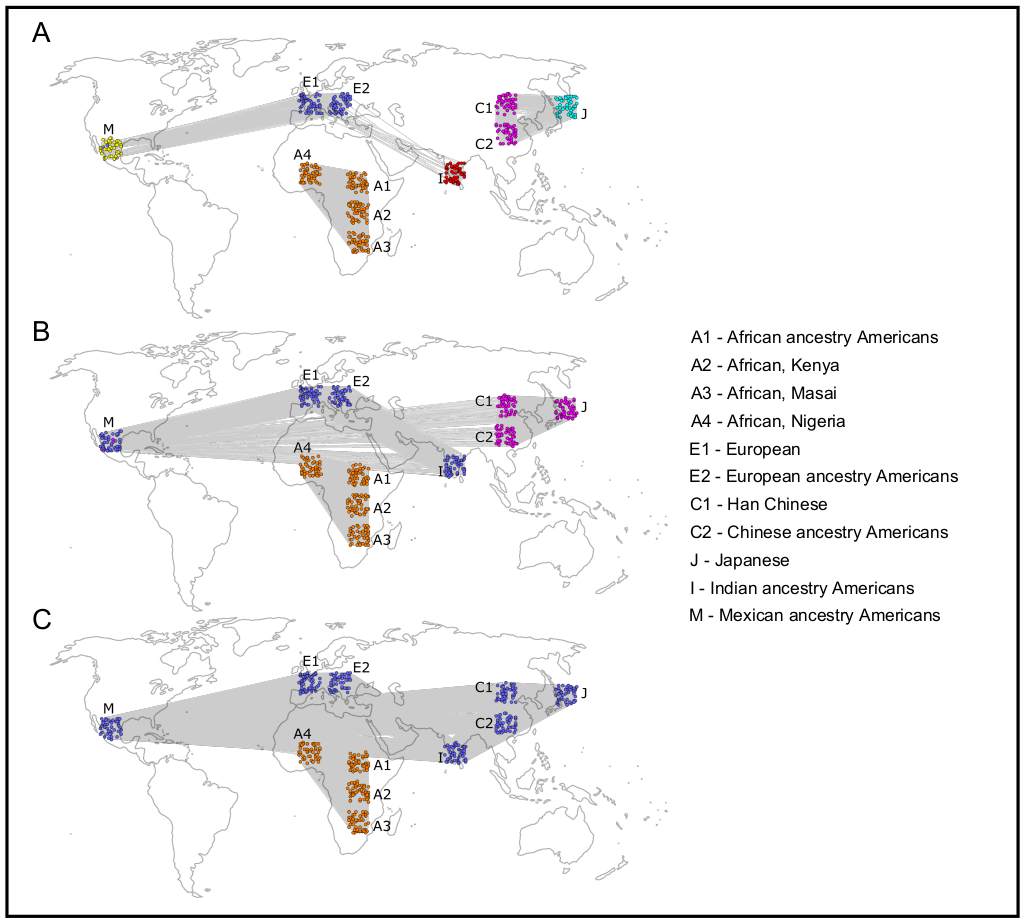 A
M
E1
E2
C1
C2
J
I
A4
A1
A2
A3
B
M
E1
E2
C1
C2
J
I
A4
A1
A2
A3
C
M
E1
E2
C1
C2
J
I
A4
A1
A2
A3
A1 - African ancestry Americans
A2 - African, Kenya
A3 - African, Masai
A4 - African, Nigeria
E1 - European
E2 - European ancestry Americans
C1 - Han Chinese
C2 - Chinese ancestry Americans
J - Japanese
I - Indian ancestry Americans
M - Mexican ancestry Americans